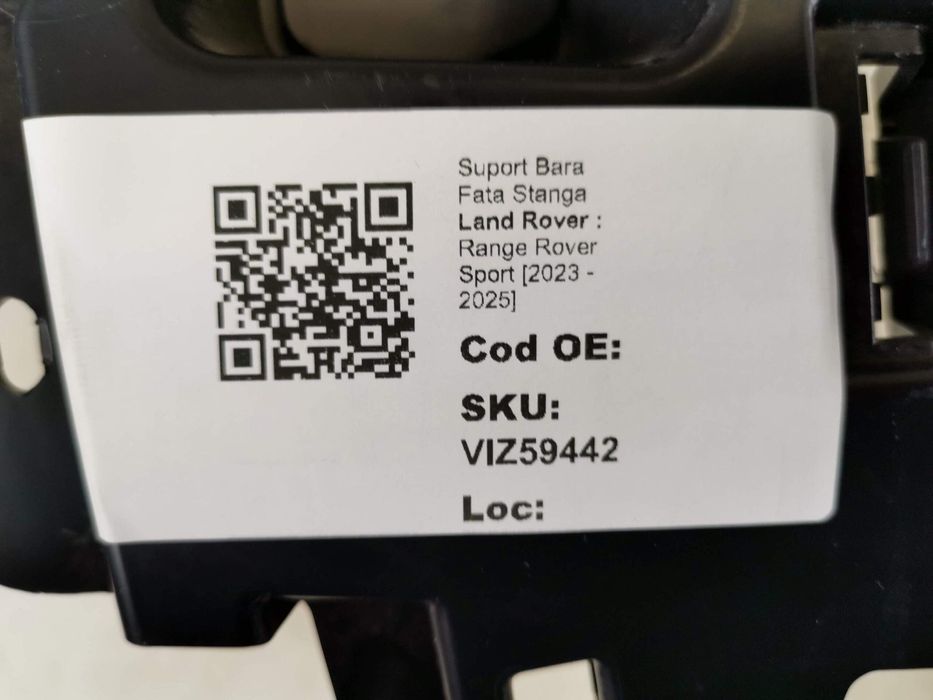 Suport Bara
Fata Stanga
Land Rover :
Range Rover
Sport [2023 -
2025]
Cod OE:
SKU:
VIZ59442
Loc: